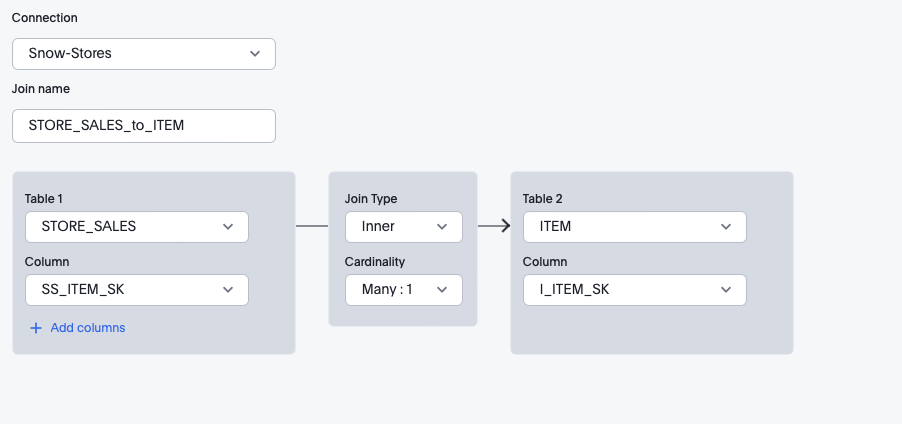 Connection
Snow-Stores
Join name
STORE_SALES_to_ITEM
Table 1
STORE_SALES
Column
SS_ITEM_SK
+ Add columns
Join Type
Inner
Cardinality
Many : 1
Table 2
ITEM
Column
I_ITEM_SK